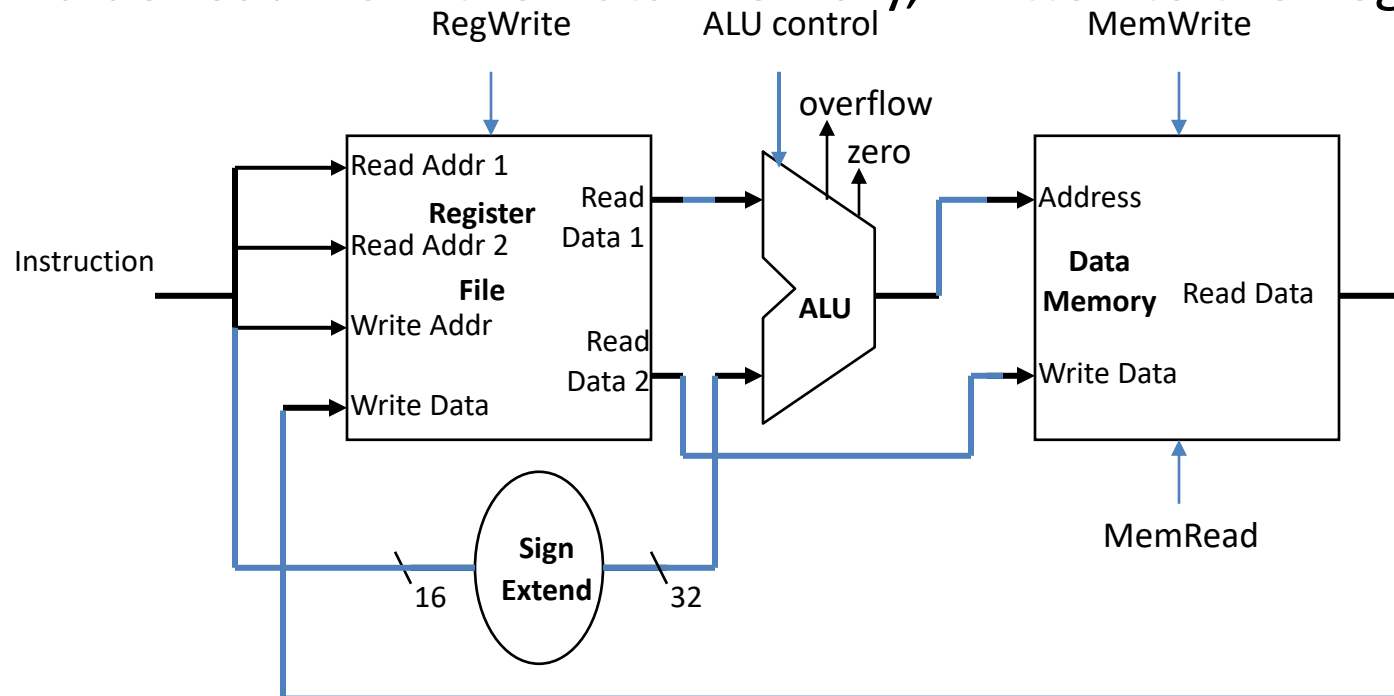 RegWrite
ALU control
MemWrite
overflow
zero
Read Addr 1
Register
Read
Data 1
Read Addr 2
Instruction
File
Write Addr
Read
Data 2
Write Data
ALU
Address
Data
Memory
Read Data
Write Data
Sign
Extend
16
32
MemRead